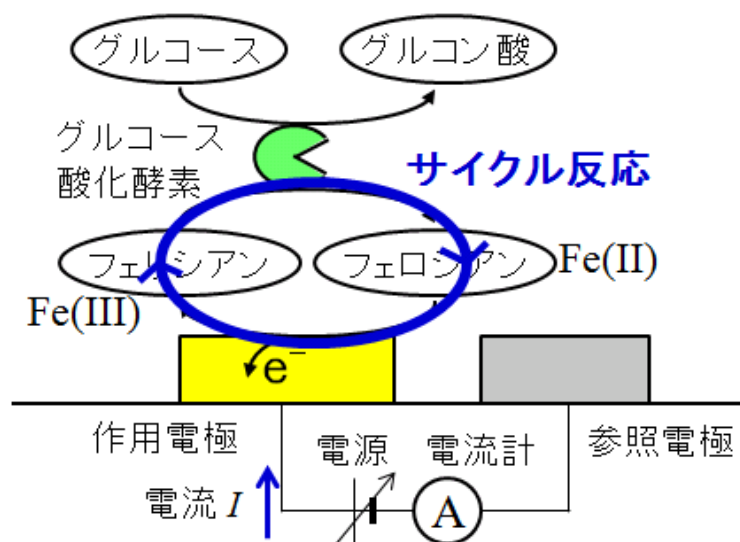 グルコース
グルコン酸
グルコース
酸化酵素
サイクル反応
フェリシアン
フェロシアン
Fe(II)
Fe(III)
e⁻
作用電極
電源
電流計
参照電極
電流 I
A